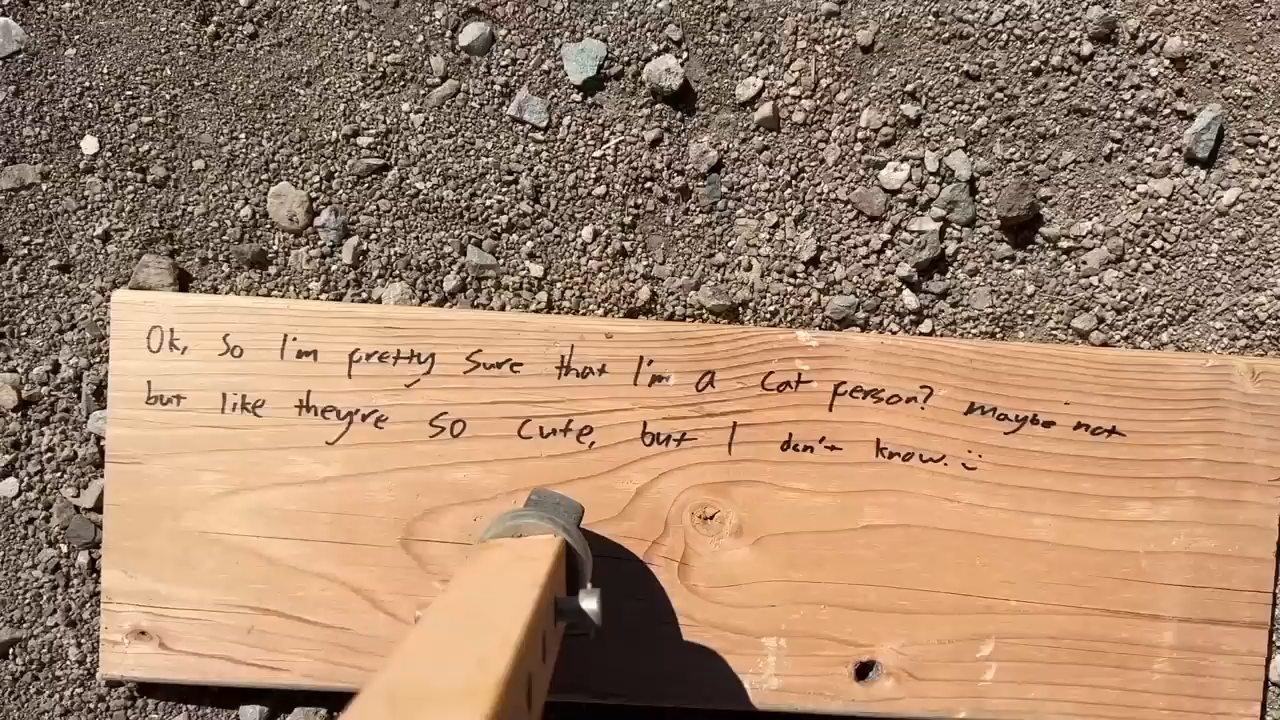 Ok, So I'm pretty Sure that I'm a Cat person? Maybe not
but like they're SO Cute, but I don't know. :)